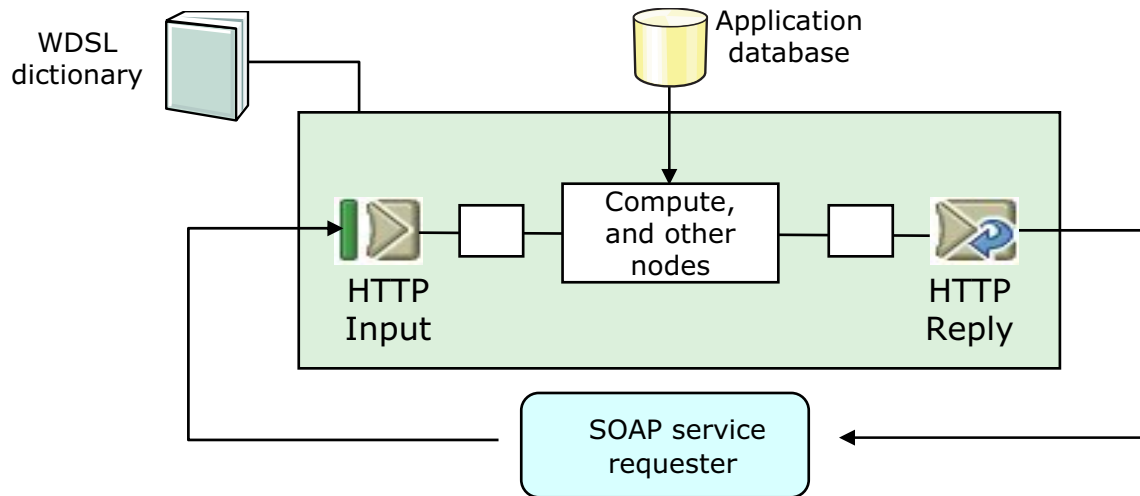 WDSL
dictionary
Application
database
Compute,
and other
nodes
HTTP
Input
HTTP
Reply
SOAP service
requester